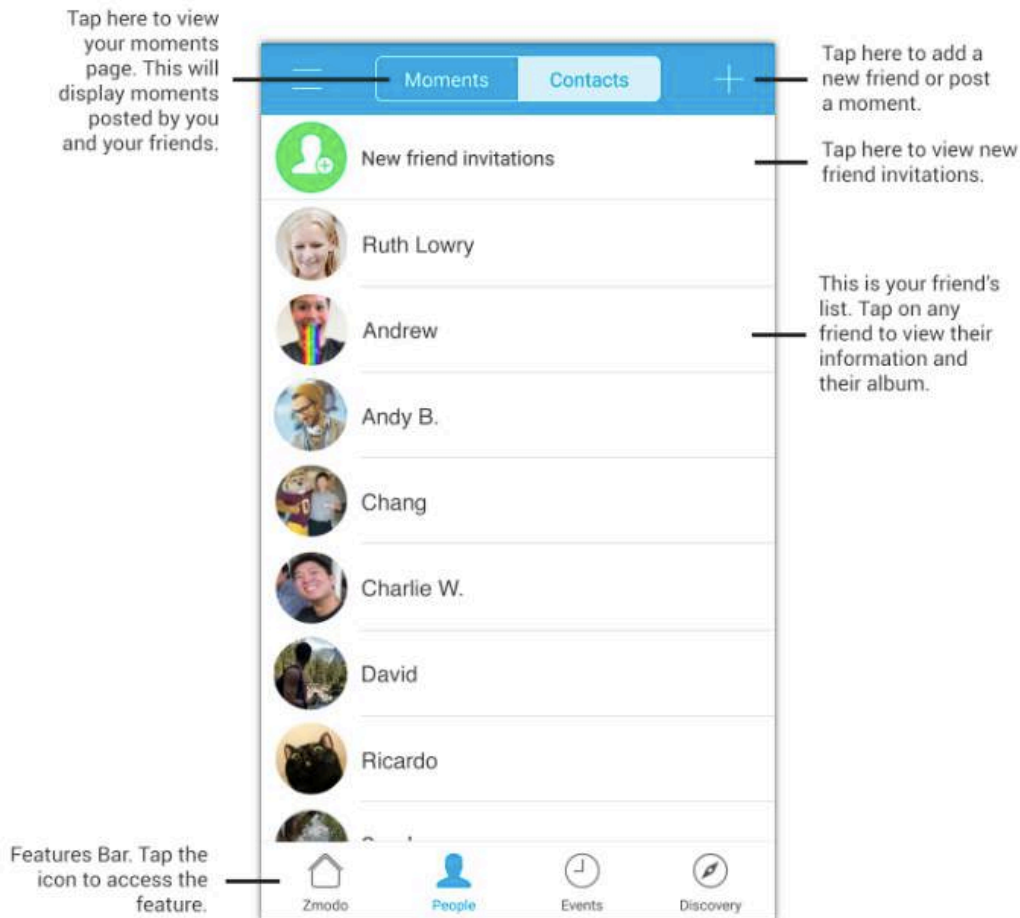 Tap here to view
your moments
page. This will
display moments
posted by you
and your friends.
Moments
Contacts
Tap here to add a
new friend or post
a moment.
New friend invitations
Tap here to view new
friend invitations.
Ruth Lowry
Andrew
This is your friend's
list. Tap on any
friend to view their
information and
their album.
Andy B.
Chang
Charlie W.
David
Ricardo
Features Bar. Tap the
icon to access the
feature.
Zmodo
People
Events
Discovery